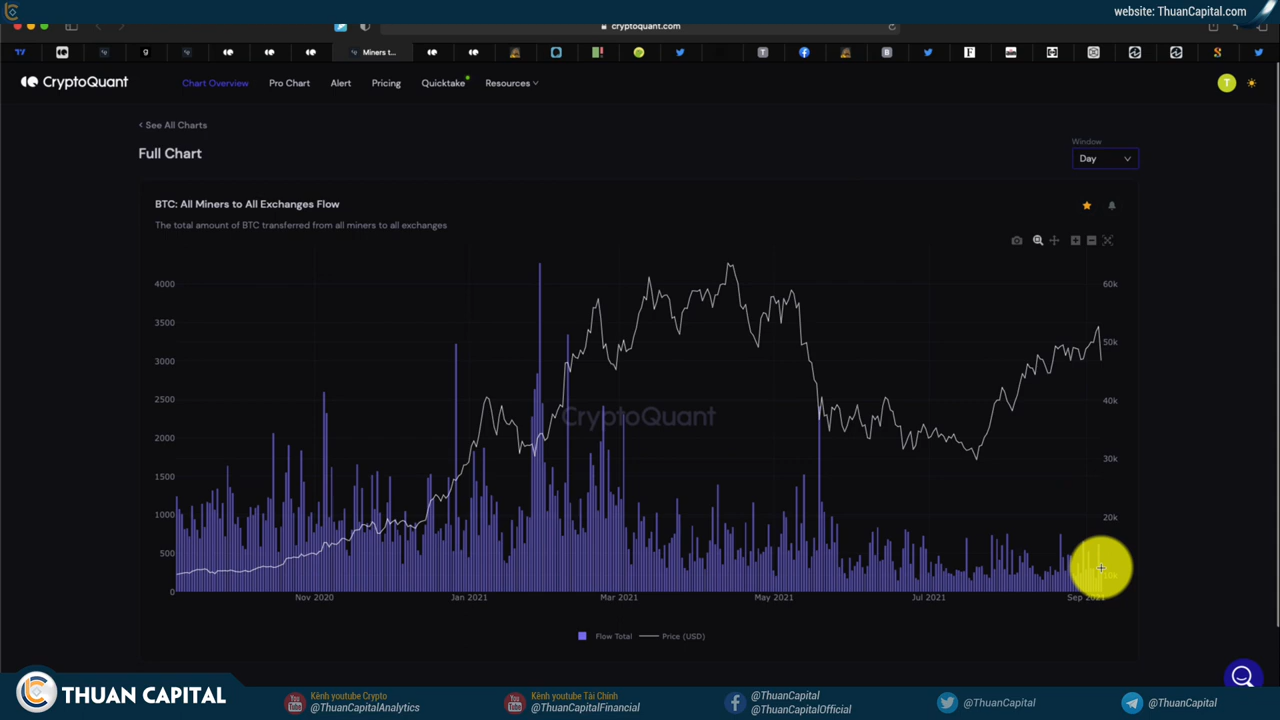 website: ThuanCapital.com
cryptoquant.com
Miners t...
CryptoQuant
Chart Overview
Pro Chart
Alert
Pricing
Quicktake
Resources
T
< See All Charts
Full Chart
Window
Day
BTC: All Miners to All Exchanges Flow
The total amount of BTC transferred from all miners to all exchanges
4000
3500
3000
2500
2000
1500
1000
500
0
60k
50k
40k
30k
20k
10k
CryptoQuant
Nov 2020
Jan 2021
Mar 2021
May 2021
Jul 2021
Sep 2021
Flow Total
Price (USD)
THUAN CAPITAL
Kênh youtube Crypto
@ThuanCapitalAnalytics
Kênh youtube Tài Chính
@ThuanCapitalFinancial
@ThuanCapital
@ThuanCapitalOfficial
@ThuanCapital
@ThuanCapital